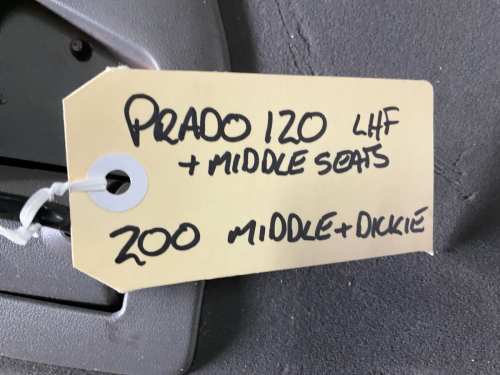 PRADO 120 LHF
+ MIDDLE SEATS
200 MIDDLE + DICKIE